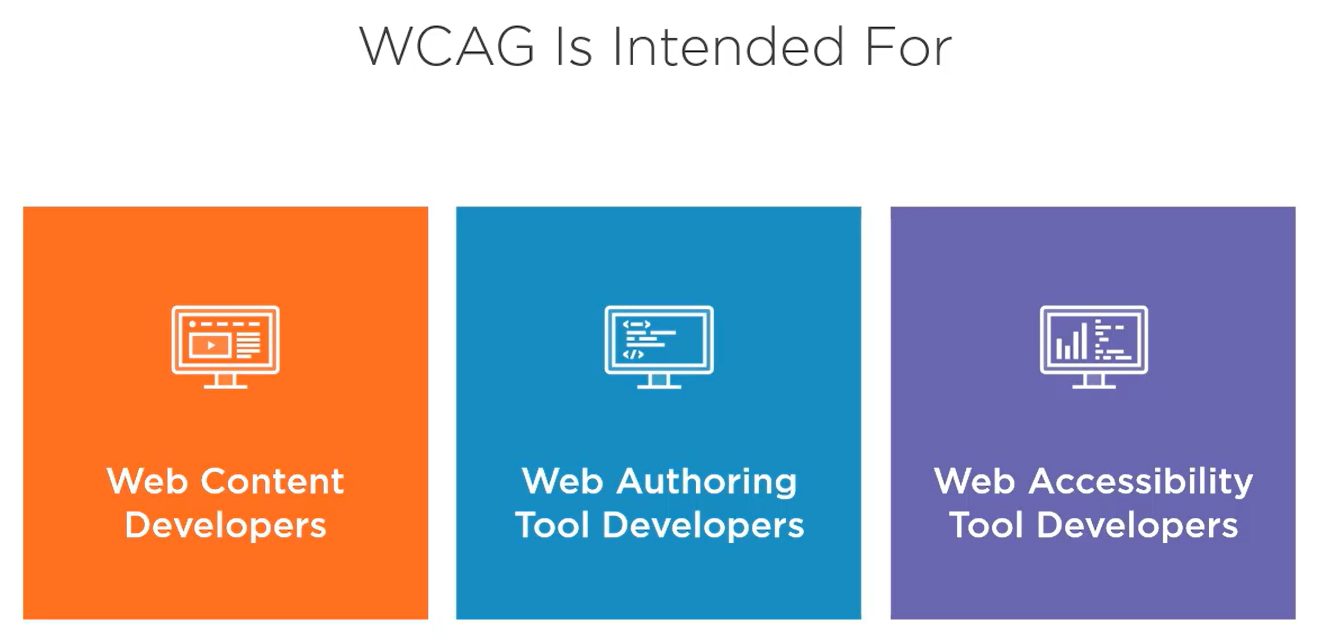 WCAG Is Intended For
Web Content
Developers
Web Authoring
Tool Developers
Web Accessibility
Tool Developers